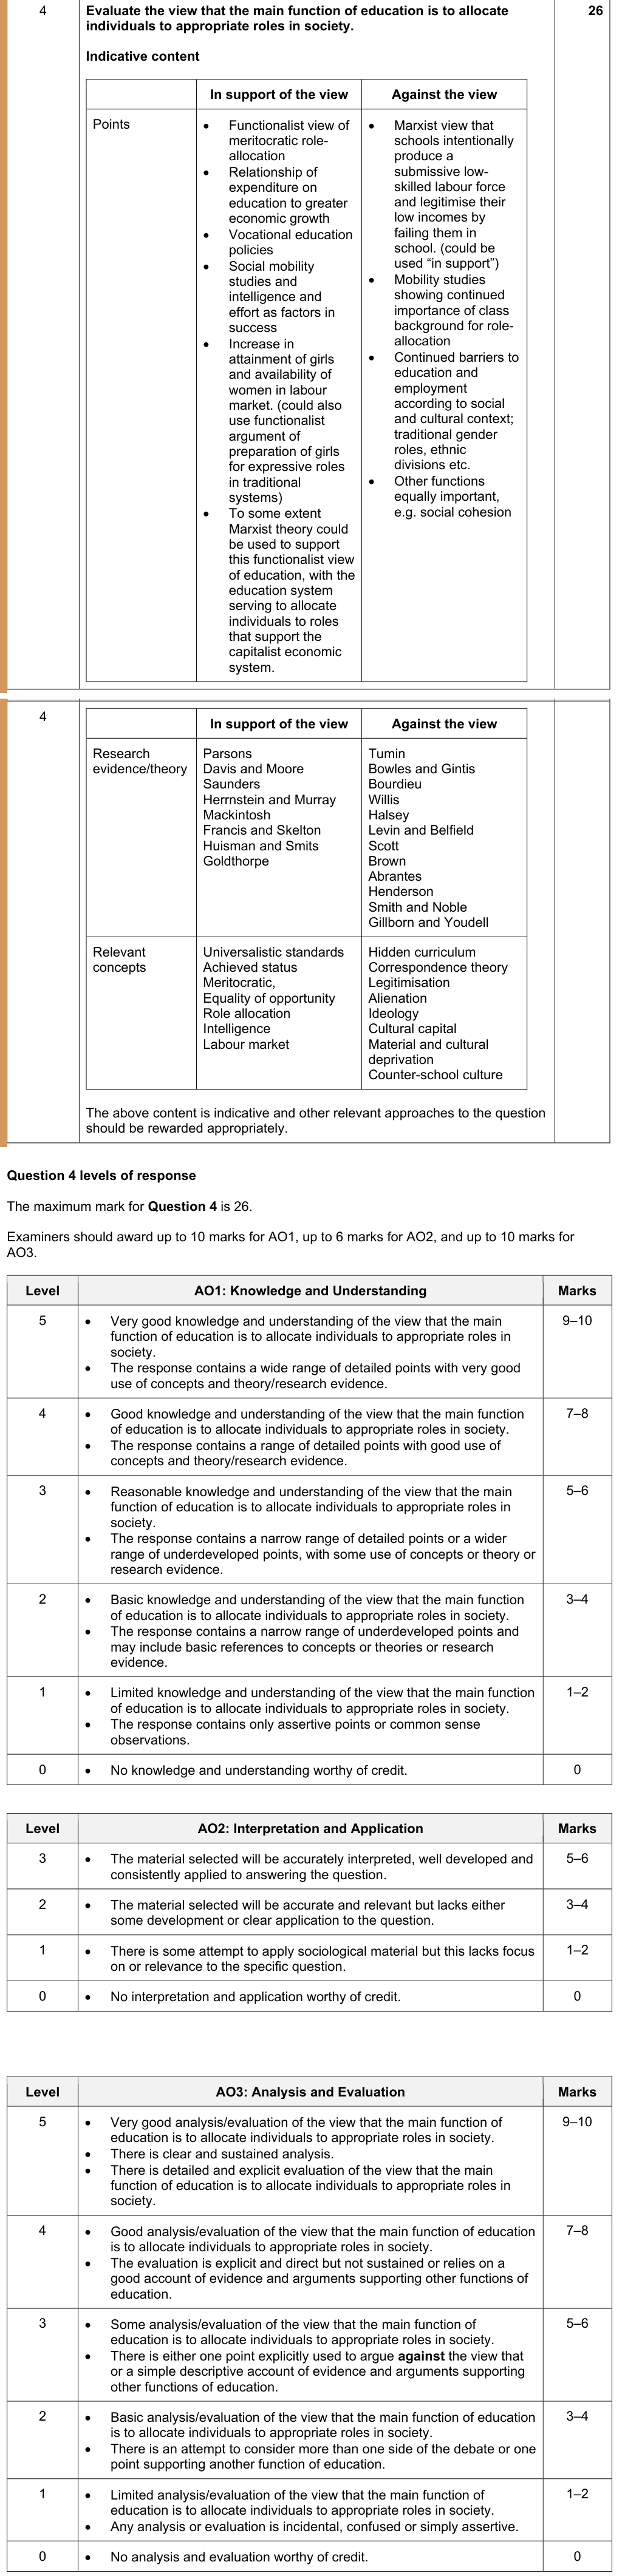 4
Evaluate the view that the main function of education is to allocate
individuals to appropriate roles in society.
26
Indicative content
In support of the view
Against the view
Points
• Functionalist view of
meritocratic role-
allocation
• Relationship of
expenditure on
education to greater
economic growth
• Vocational education
policies
• Social mobility
studies and
intelligence and
effort as factors in
success
• Increase in
attainment of girls
and availability of
women in labour
market. (could also
use functionalist
argument of
preparation of girls
for expressive roles
in traditional
systems)
• To some extent
Marxist theory could
be used to support
this functionalist view
of education, with the
education system
serving to allocate
individuals to roles
that support the
capitalist economic
system.
• Marxist view that
schools intentionally
produce a
submissive low-
skilled labour force
and legitimise their
low incomes by
failing them in
school. (could be
used “in support”)
• Mobility studies
showing continued
importance of class
background for role-
allocation
• Continued barriers to
education and
employment
according to social
and cultural context;
traditional gender
roles, ethnic
divisions etc.
• Other functions
equally important,
e.g. social cohesion
4
In support of the view
Against the view
Research
evidence/theory
Parsons
Davis and Moore
Saunders
Herrnstein and Murray
Mackintosh
Francis and Skelton
Huisman and Smits
Goldthorpe
Tumin
Bowles and Gintis
Bourdieu
Willis
Halsey
Levin and Belfield
Scott
Brown
Abrantes
Henderson
Smith and Noble
Gillborn and Youdell
Relevant
concepts
Universalistic standards
Achieved status
Meritocratic,
Equality of opportunity
Role allocation
Intelligence
Labour market
Hidden curriculum
Correspondence theory
Legitimisation
Alienation
Ideology
Cultural capital
Material and cultural
deprivation
Counter-school culture
The above content is indicative and other relevant approaches to the question
should be rewarded appropriately.
Question 4 levels of response
The maximum mark for Question 4 is 26.
Examiners should award up to 10 marks for AO1, up to 6 marks for AO2, and up to 10 marks for
AO3.
Level
AO1: Knowledge and Understanding
Marks
5
• Very good knowledge and understanding of the view that the main
function of education is to allocate individuals to appropriate roles in
society.
• The response contains a wide range of detailed points with very good
use of concepts and theory/research evidence.
9–10
4
• Good knowledge and understanding of the view that the main function
of education is to allocate individuals to appropriate roles in society.
• The response contains a range of detailed points with good use of
concepts and theory/research evidence.
7–8
3
• Reasonable knowledge and understanding of the view that the main
function of education is to allocate individuals to appropriate roles in
society.
• The response contains a narrow range of detailed points or a wider
range of underdeveloped points, with some use of concepts or theory or
research evidence.
5–6
2
• Basic knowledge and understanding of the view that the main function
of education is to allocate individuals to appropriate roles in society.
• The response contains a narrow range of underdeveloped points and
may include basic references to concepts or theories or research
evidence.
3–4
1
• Limited knowledge and understanding of the view that the main function
of education is to allocate individuals to appropriate roles in society.
• The response contains only assertive points or common sense
observations.
1–2
0
• No knowledge and understanding worthy of credit.
0
Level
AO2: Interpretation and Application
Marks
3
• The material selected will be accurately interpreted, well developed and
consistently applied to answering the question.
5–6
2
• The material selected will be accurate and relevant but lacks either
some development or clear application to the question.
3–4
1
• There is some attempt to apply sociological material but this lacks focus
on or relevance to the specific question.
1–2
0
• No interpretation and application worthy of credit.
0
Level
AO3: Analysis and Evaluation
Marks
5
• Very good analysis/evaluation of the view that the main function of
education is to allocate individuals to appropriate roles in society.
• There is clear and sustained analysis.
• There is detailed and explicit evaluation of the view that the main
function of education is to allocate individuals to appropriate roles in
society.
9–10
4
• Good analysis/evaluation of the view that the main function of education
is to allocate individuals to appropriate roles in society.
• The evaluation is explicit and direct but not sustained or relies on a
good account of evidence and arguments supporting other functions of
education.
7–8
3
• Some analysis/evaluation of the view that the main function of
education is to allocate individuals to appropriate roles in society.
• There is either one point explicitly used to argue against the view that
or a simple descriptive account of evidence and arguments supporting
other functions of education.
5–6
2
• Basic analysis/evaluation of the view that the main function of education
is to allocate individuals to appropriate roles in society.
• There is an attempt to consider more than one side of the debate or one
point supporting another function of education.
3–4
1
• Limited analysis/evaluation of the view that the main function of
education is to allocate individuals to appropriate roles in society.
• Any analysis or evaluation is incidental, confused or simply assertive.
1–2
0
• No analysis and evaluation worthy of credit.
0